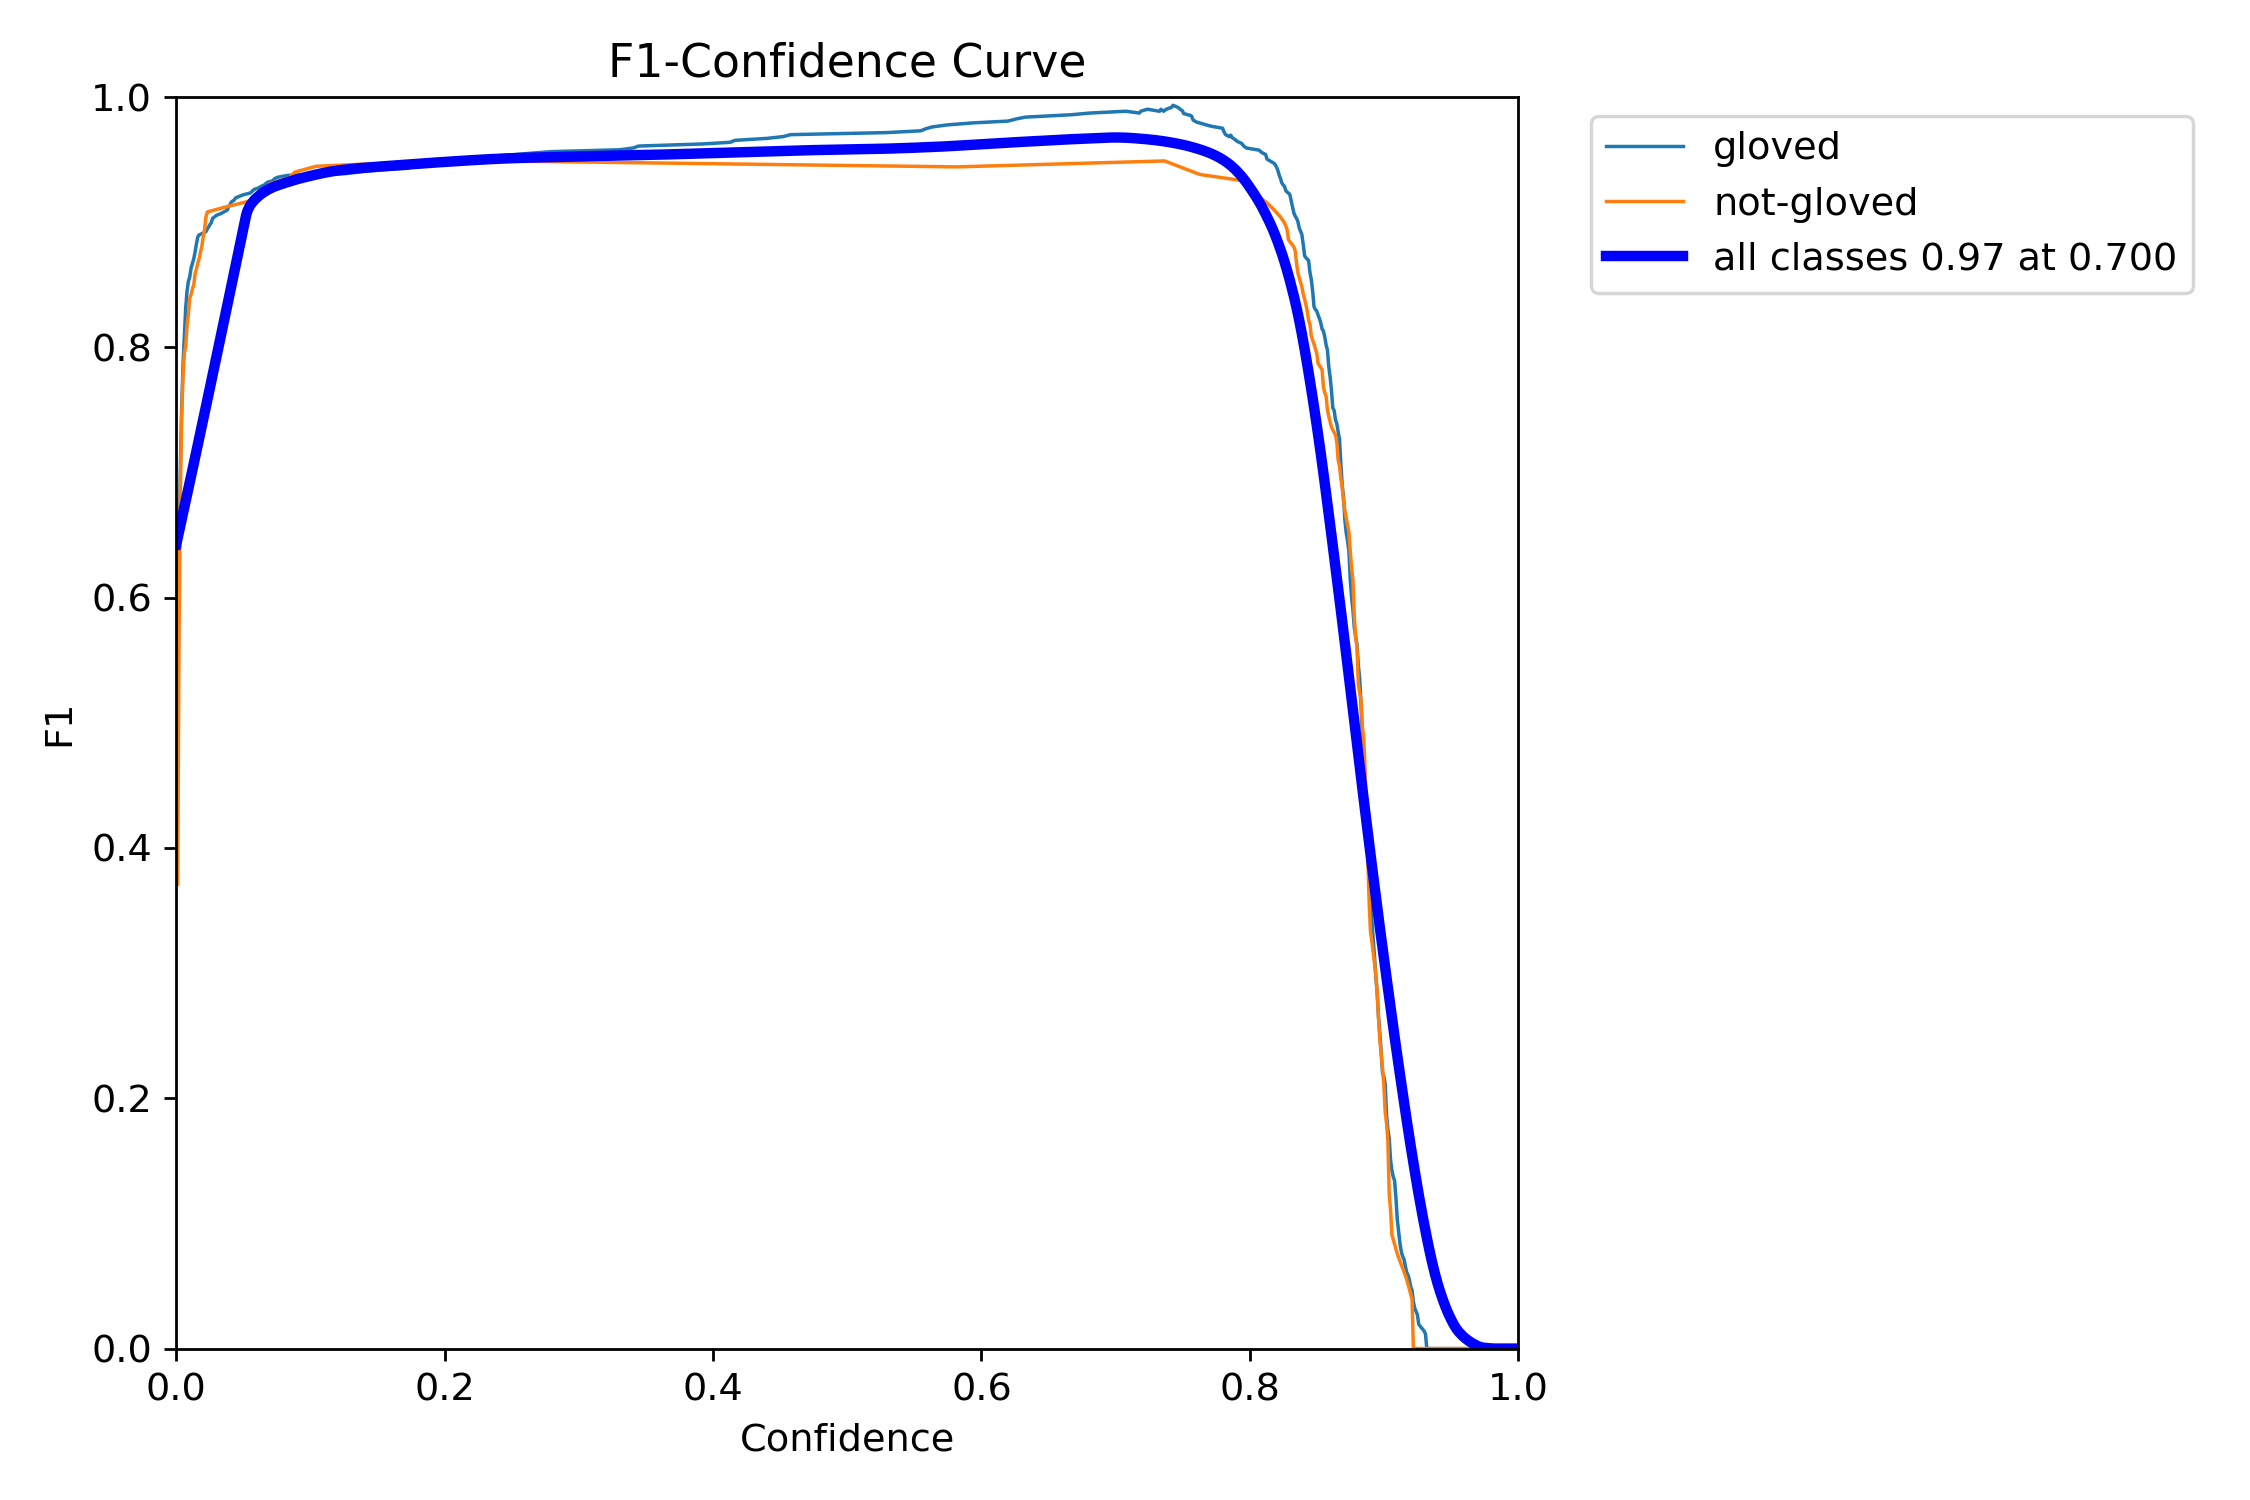 F1-Confidence Curve
1.0
0.8
0.6
0.4
0.2
0.0
F1
0.0 0.2 0.4 0.6 0.8 1.0
Confidence
gloved
not-gloved
all classes 0.97 at 0.700